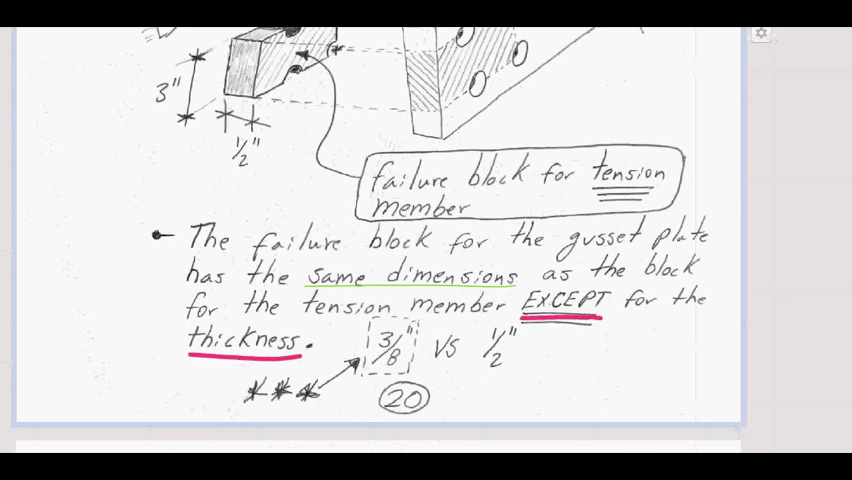 3"
1/2"
failure block for tension
member
The failure block for the gusset plate
has the same dimensions as the block
for the tension member EXCEPT for the
thickness. 3/8" VS 1/2"
20